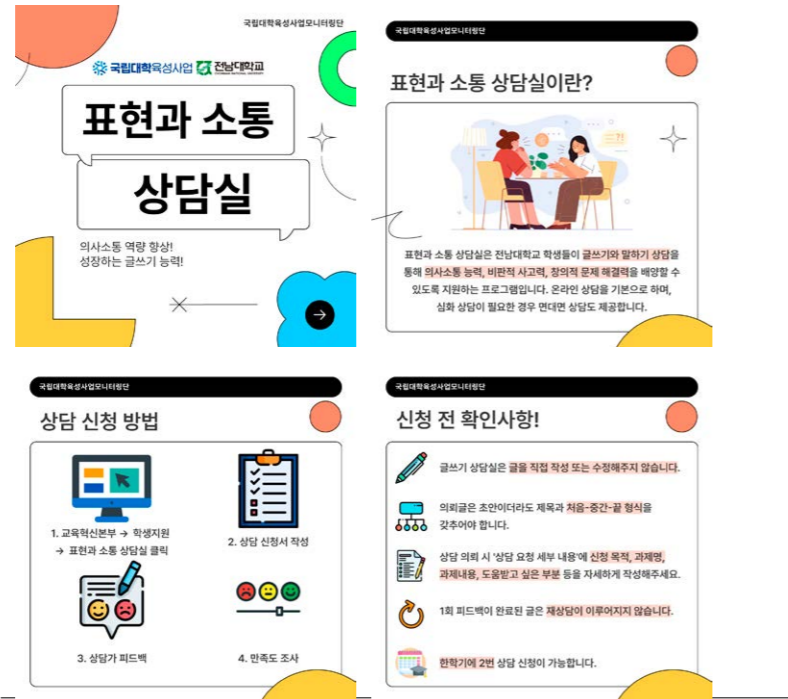 국립대학육성사업모니터링단
국립대학육성사업 전남대학교
표현과 소통
상담실
의사소통 역량 향상!
성장하는 글쓰기 능력!
국립대학육성사업모니터링단
표현과 소통 상담실이란?
표현과 소통 상담실은 전남대학교 학생들이 글쓰기와 말하기 상담을
통해 의사소통 능력, 비판적 사고력, 창의적 문제 해결력을 배양할 수
있도록 지원하는 프로그램입니다. 온라인 상담을 기본으로 하며,
심화 상담이 필요한 경우 면대면 상담도 제공합니다.
국립대학육성사업모니터링단
상담 신청 방법
1. 교육혁신본부 → 학생지원
→ 표현과 소통 상담실 클릭
2. 상담 신청서 작성
3. 상담가 피드백
4. 만족도 조사
국립대학육성사업모니터링단
신청 전 확인사항!
글쓰기 상담실은 글을 직접 작성 또는 수정해주지 않습니다.
의뢰글은 초안이더라도 제목과 처음-중간-끝 형식을
갖추어야 합니다.
상담 의뢰 시 '상담 요청 세부 내용'에 신청 목적, 과제명,
과제내용, 도움받고 싶은 부분 등을 자세하게 작성해주세요.
1회 피드백이 완료된 글은 재상담이 이루어지지 않습니다.
한학기에 2번 상담 신청이 가능합니다.